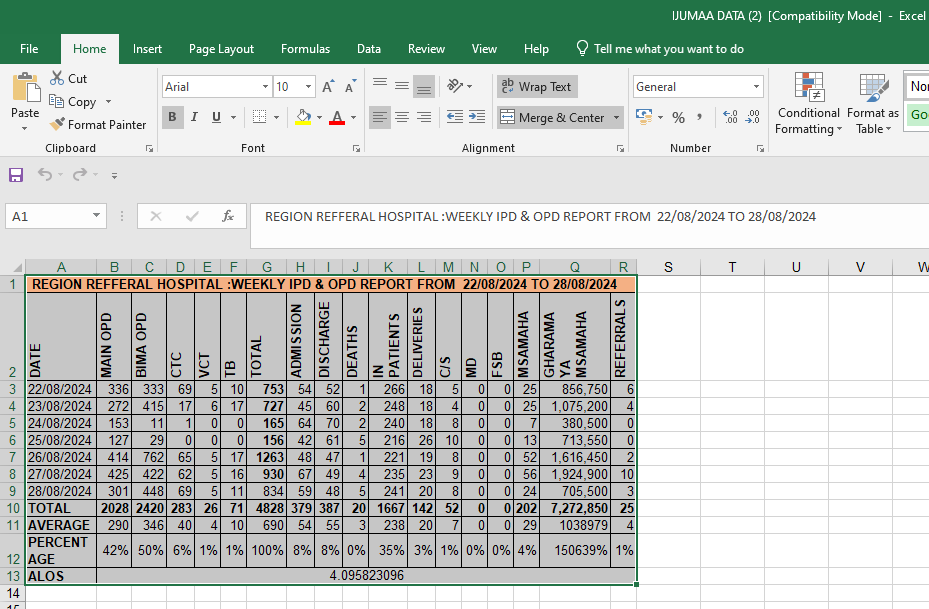 IJUMAA DATA (2) [Compatibility Mode] - Excel
File Home Insert Page Layout Formulas Data Review View Help Tell me what you want to do
Cut
Copy
Format Painter
Paste
Clipboard
Arial 10 A A
B I U A
Font
ab Wrap Text
Merge & Center
Alignment
General
% , .00 .00
Number
Conditional Formatting
Format as Table
A1 fx REGION REFFERAL HOSPITAL :WEEKLY IPD & OPD REPORT FROM 22/08/2024 TO 28/08/2024
A B C D E F G H I J K L M N O P Q R S T U V W
1 REGION REFFERAL HOSPITAL :WEEKLY IPD & OPD REPORT FROM 22/08/2024 TO 28/08/2024
2 DATE MAIN OPD BIMA OPD CTC VCT TB TOTAL ADMISSION DISCHARGE DEATHS IN PATIENTS DELIVERIES C/S MD FSB MSAMAHA GHARAMA YA MSAMAHA REFERRALS
3 22/08/2024 336 333 69 5 10 753 54 52 1 266 18 5 0 0 25 856,750 6
4 23/08/2024 272 415 17 6 17 727 45 60 2 248 18 4 0 0 25 1,075,200 4
5 24/08/2024 153 11 1 0 0 165 64 70 2 240 18 8 0 0 7 380,500 0
6 25/08/2024 127 29 0 0 0 156 42 61 5 216 26 10 0 0 13 713,550 0
7 26/08/2024 414 762 65 5 17 1263 48 47 1 221 19 8 0 0 52 1,616,450 2
8 27/08/2024 425 422 62 5 16 930 67 49 4 235 23 9 0 0 56 1,924,900 10
9 28/08/2024 301 448 69 5 11 834 59 48 5 241 20 8 0 0 24 705,500 3
10 TOTAL 2028 2420 283 26 71 4828 379 387 20 1667 142 52 0 0 202 7,272,850 25
11 AVERAGE 290 346 40 4 10 690 54 55 3 238 20 7 0 0 29 1038979 4
12 PERCENT AGE 42% 50% 6% 1% 1% 100% 8% 8% 0% 35% 3% 1% 0% 0% 4% 150639% 1%
13 ALOS 4.095823096
14